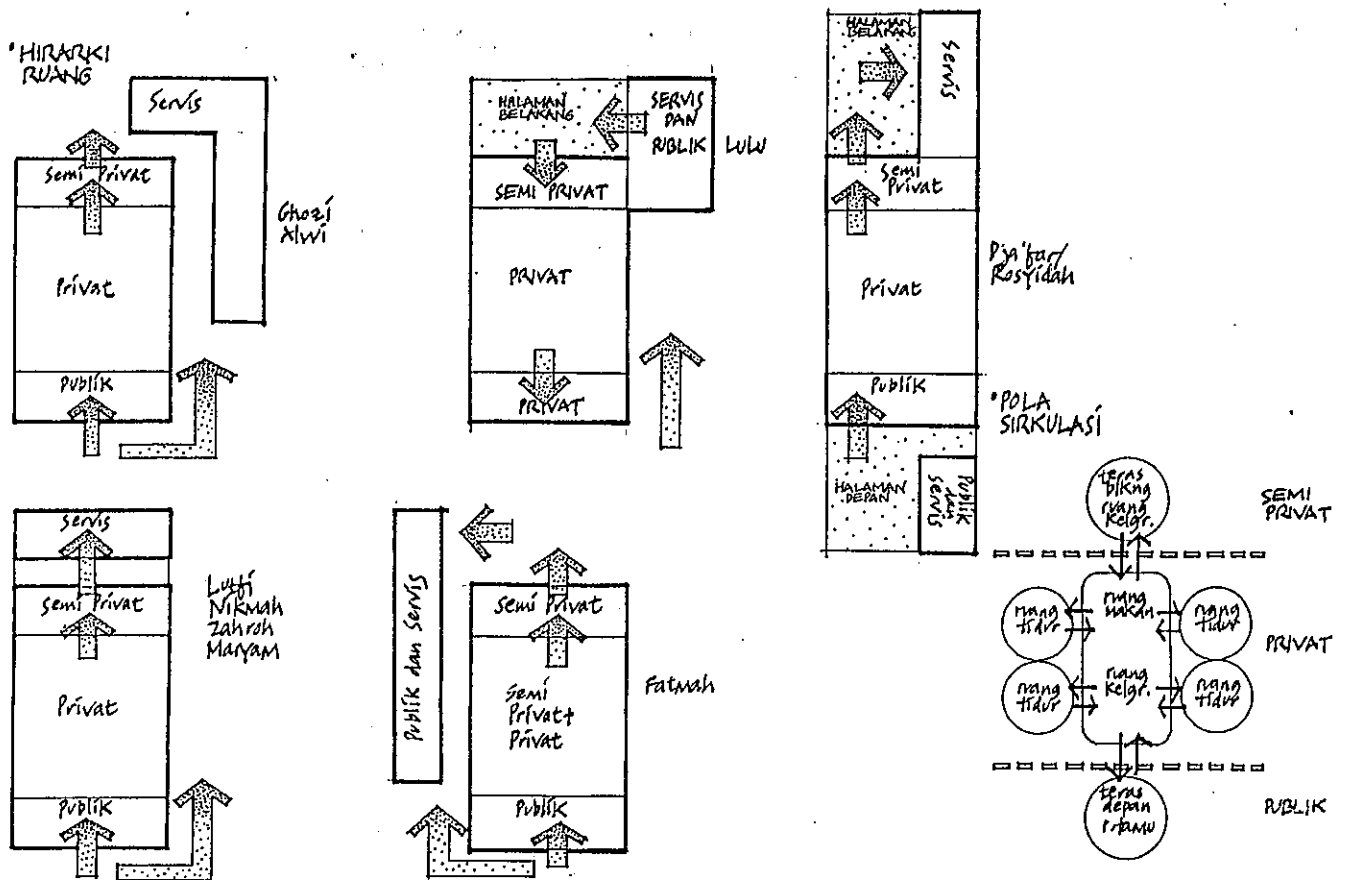 • HIRARKI
RUANG
Servis
Semi Privat
Privat
Publik
Ghozi
Alwi
HALAMAN
BELAKANG
SERVIS
DAN
PUBLIK
LULU
SEMI PRIVAT
PRIVAT
PRIVAT
HALAMAN
BELAKANG
Servis
Semi
Privat
Privat
Publik
HALAMAN
DEPAN
Publik
dan
Servis
Dja'far/
Rosyidah
Servis
Semi Privat
Privat
Publik
Lutfi
Nikmah
Zahroh
Maryam
Publik dan Servis
Semi Privat
Semi
Privat+
Privat
Publik
Fatmah
• POLA
SIRKULASI
teras
blkng
ruang
Kelgr.
SEMI
PRIVAT
ruang
makan
ruang
tidur
ruang
tidur
PRIVAT
ruang
Kelgr.
ruang
tidur
ruang
tidur
teras
depan
PUBLIK